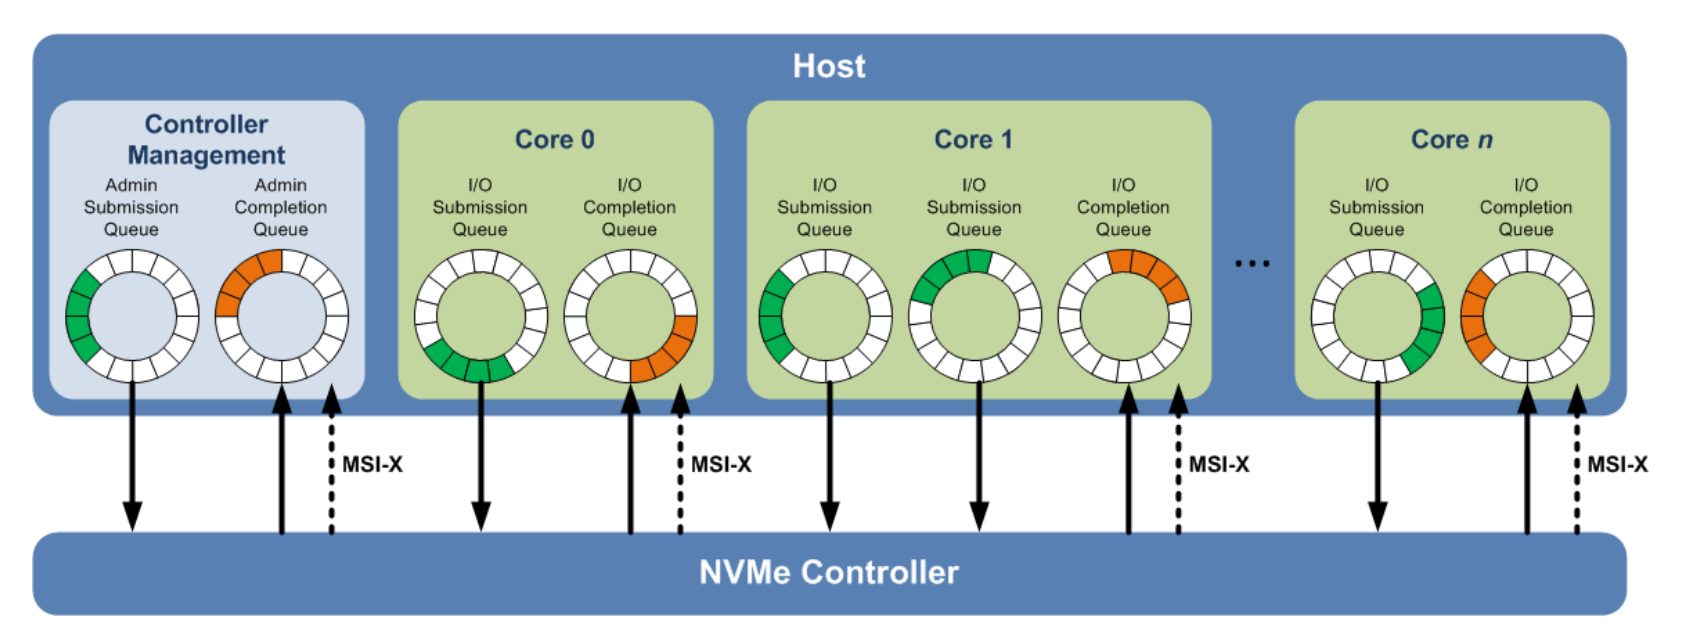 Host
Controller
Management
Admin
Submission
Queue
Admin
Completion
Queue
Core 0
I/O
Submission
Queue
I/O
Completion
Queue
Core 1
I/O
Submission
Queue
I/O
Submission
Queue
I/O
Completion
Queue
...
Core n
I/O
Submission
Queue
I/O
Completion
Queue
MSI-X
MSI-X
MSI-X
MSI-X
NVMe Controller